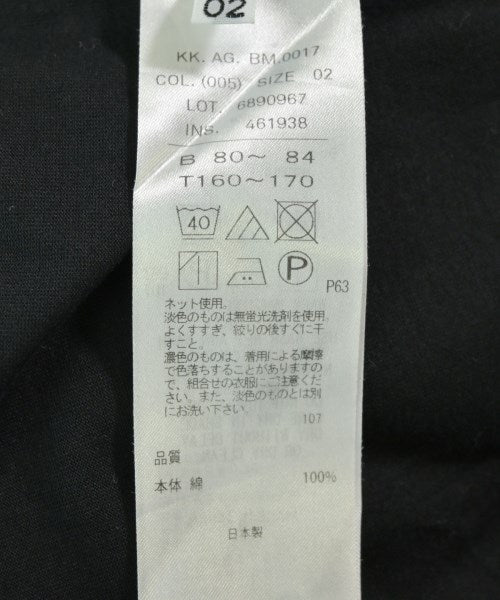 02
KK. AG. BM.0017
COL. (005) SIZE 02
LOT. 6890967
INS. 461938
B 80〜 84
T160〜170
40
P
P63
ネット使用。
淡色のものは無蛍光洗剤を使用。
よくすすぎ、絞りの後すぐに干
すこと。
濃色のものは、着用による摩擦
で色落ちすることがありますの
で、組合せの衣服にご注意くだ
さい。また、淡色のものとは別
にお洗い下さい。
107
品質
本体 綿 100%
日本製